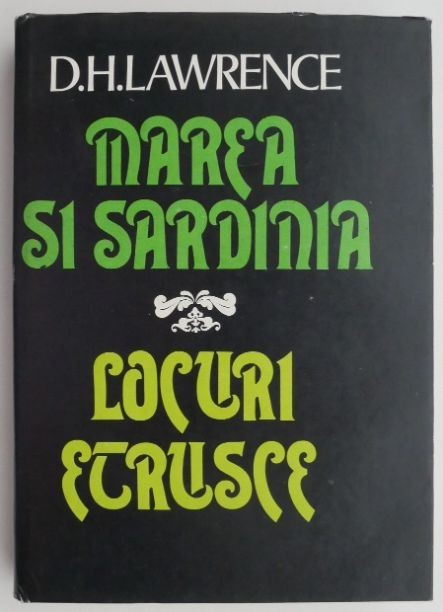 D.H.LAWRENCE
MAREA
SI SARDINIA
LOCURI
ETRUSCE